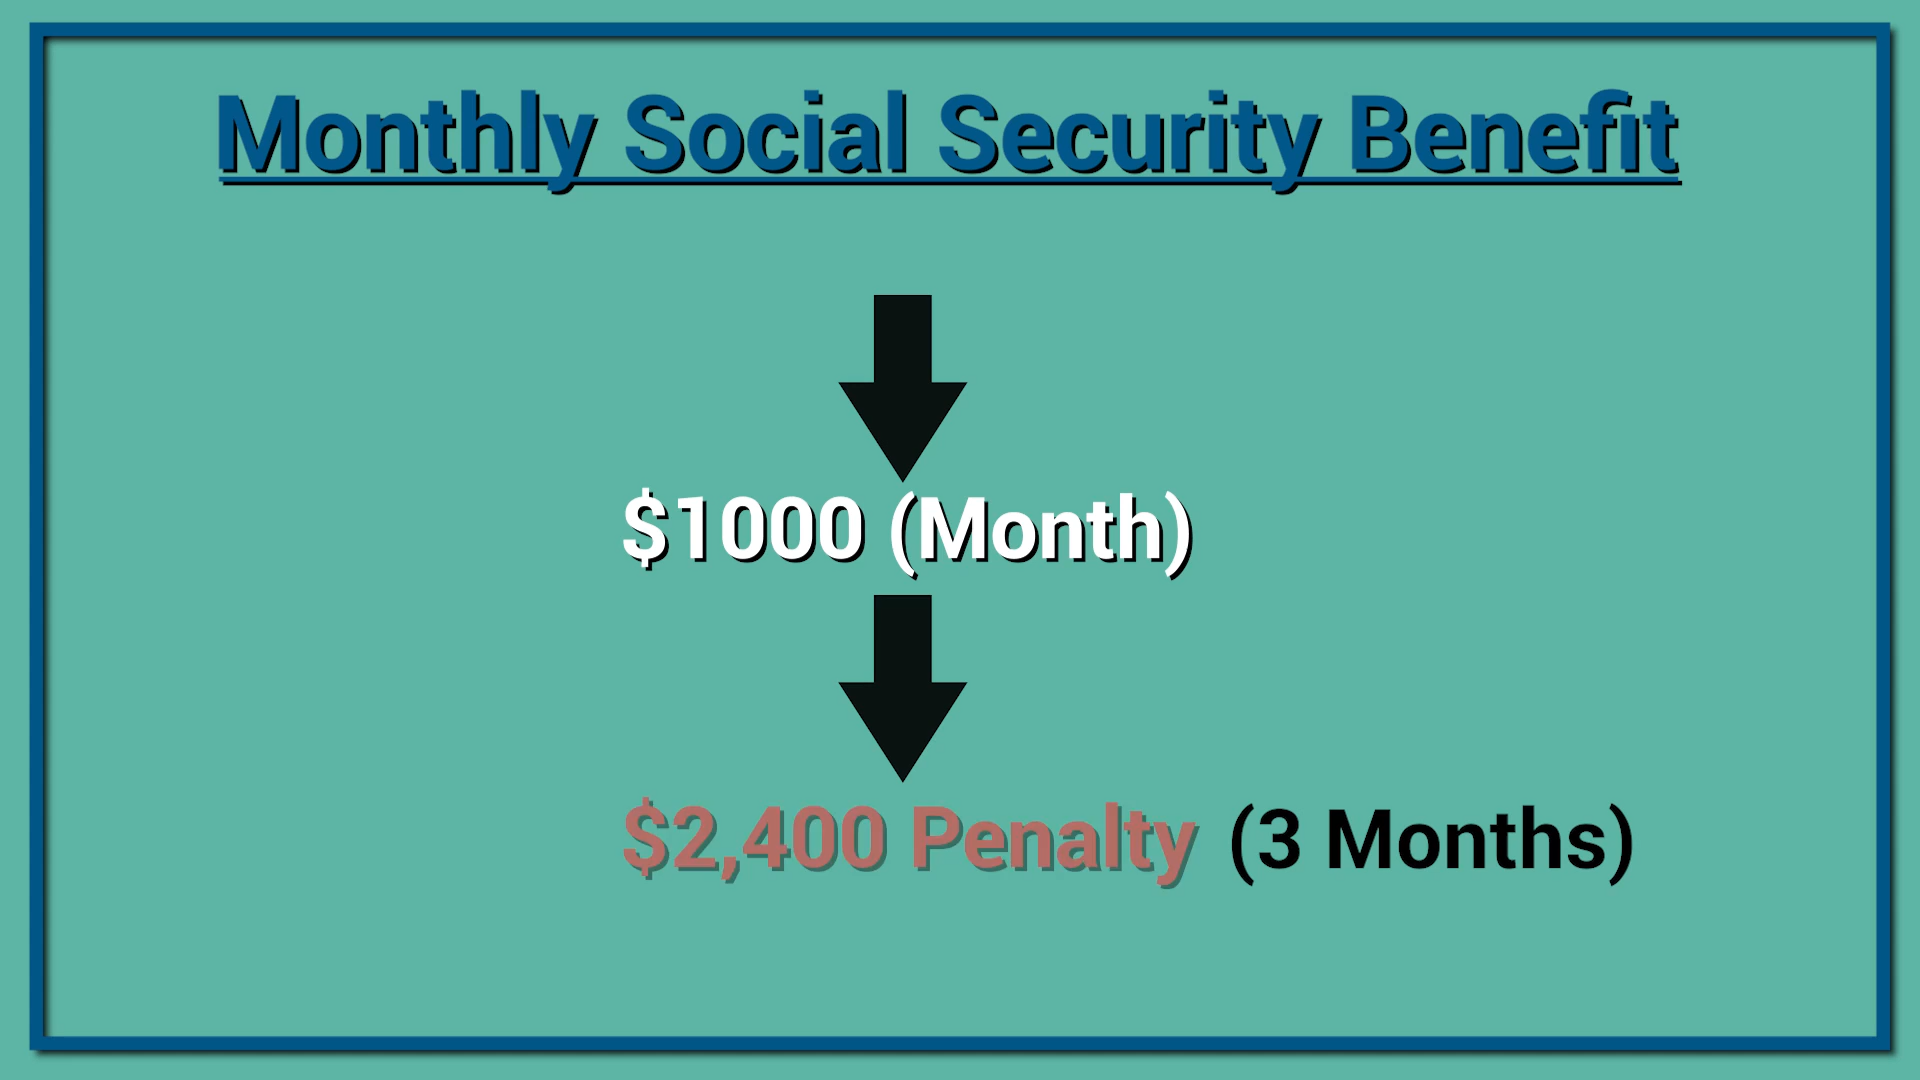 Monthly Social Security Benefit
$1000 (Month)
$2,400 Penalty (3 Months)